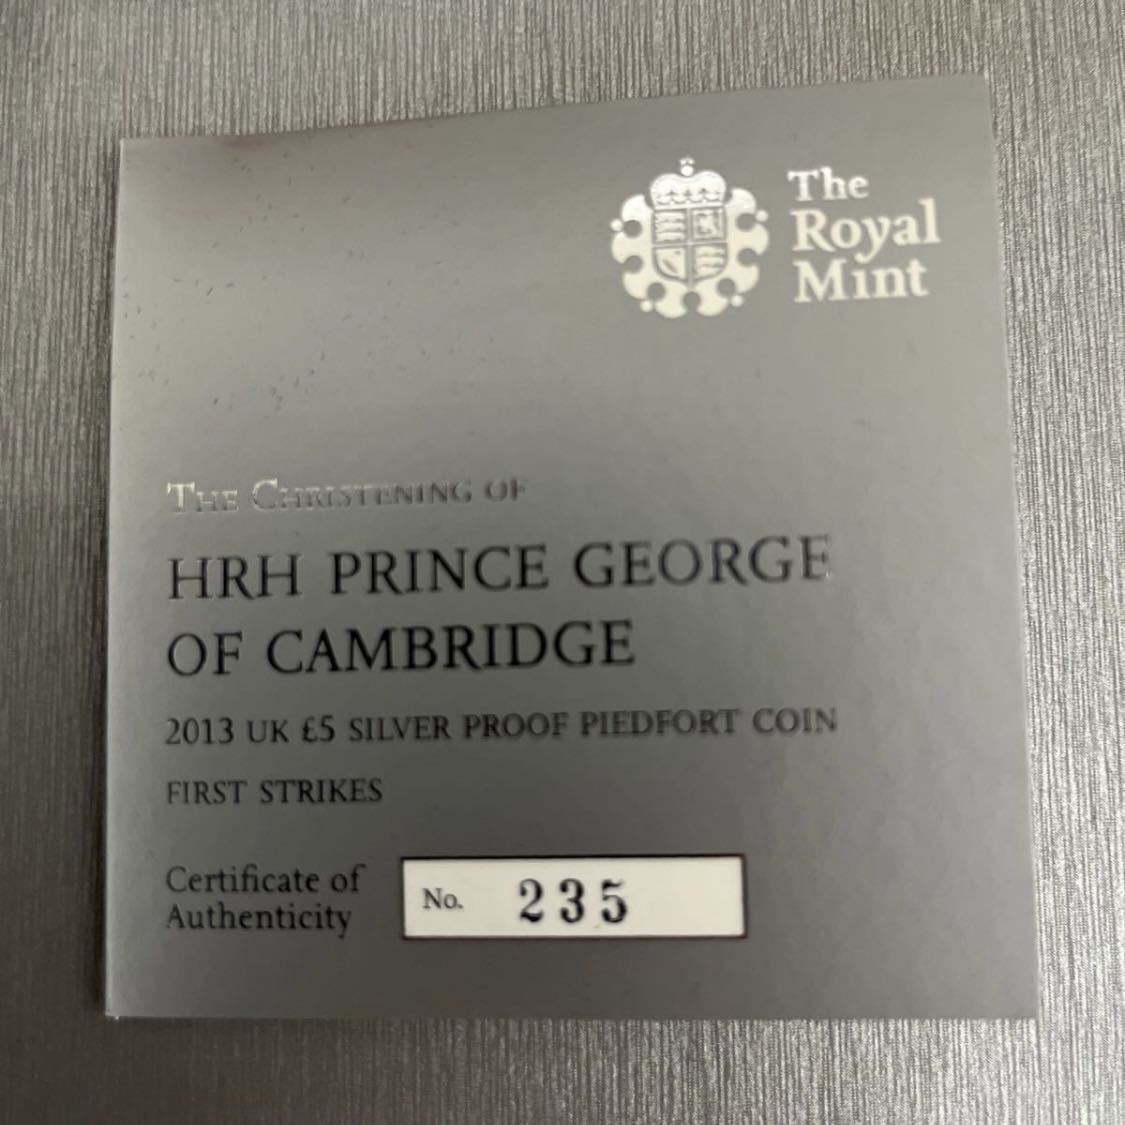 The
Royal
Mint
THE CHRISTENING OF
HRH PRINCE GEORGE
OF CAMBRIDGE
2013 UK £5 SILVER PROOF PIEDFORT COIN
FIRST STRIKES
Certificate of
Authenticity
No. 235